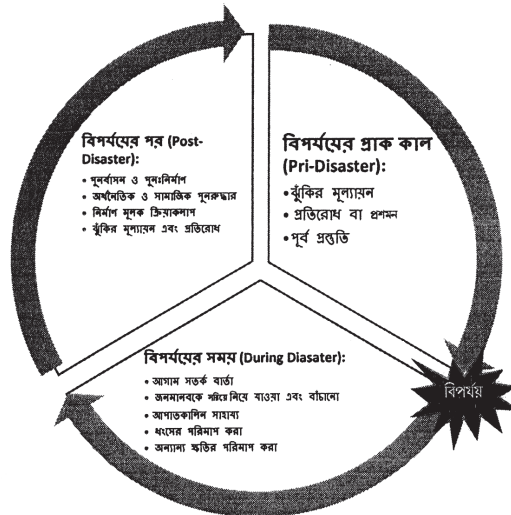 বিপর্যয়ের পর (Post-
Disaster):
• পূনর্বাসন ও পূনঃনির্মাণ
• অর্থনৈতিক ও সামাজিক পূনরুদ্ধার
• নির্মাণ মূলক ক্রিয়াকলাপ
• ঝুঁকির মূল্যায়ন এবং প্রতিরোধ
বিপর্যয়ের প্রাক কাল
(Pri-Disaster):
• ঝুঁকির মূল্যায়ন
• প্রতিরোধ বা প্রশমন
• পূর্ব প্রস্তুতি
বিপর্যয়ের সময় (During Diasater):
• আগাম সতর্ক বার্তা
• জনমানবকে সরিয়ে নিয়ে যাওয়া এবং বাঁচানো
• আপাতকালিন সাহায্য
• ধংসের পরিমাপ করা
• অন্যান্য ক্ষতির পরিমাপ করা
বিপর্যয়